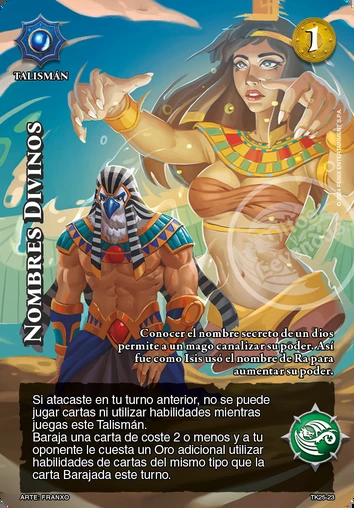 1
TALISMÁN
NOMBRES DIVINOS
Conocer el nombre secreto de un dios
permite a un mago canalizar su poder. Así
fue como Isis usó el nombre de Ra para
aumentar su poder.
Si atacaste en tu turno anterior, no se puede
jugar cartas ni utilizar habilidades mientras
juegas este Talismán.
Baraja una carta de coste 2 o menos y a tu
oponente le cuesta un Oro adicional utilizar
habilidades de cartas del mismo tipo que la
carta Barajada este turno.
ARTE: FRANXO
TK25-23